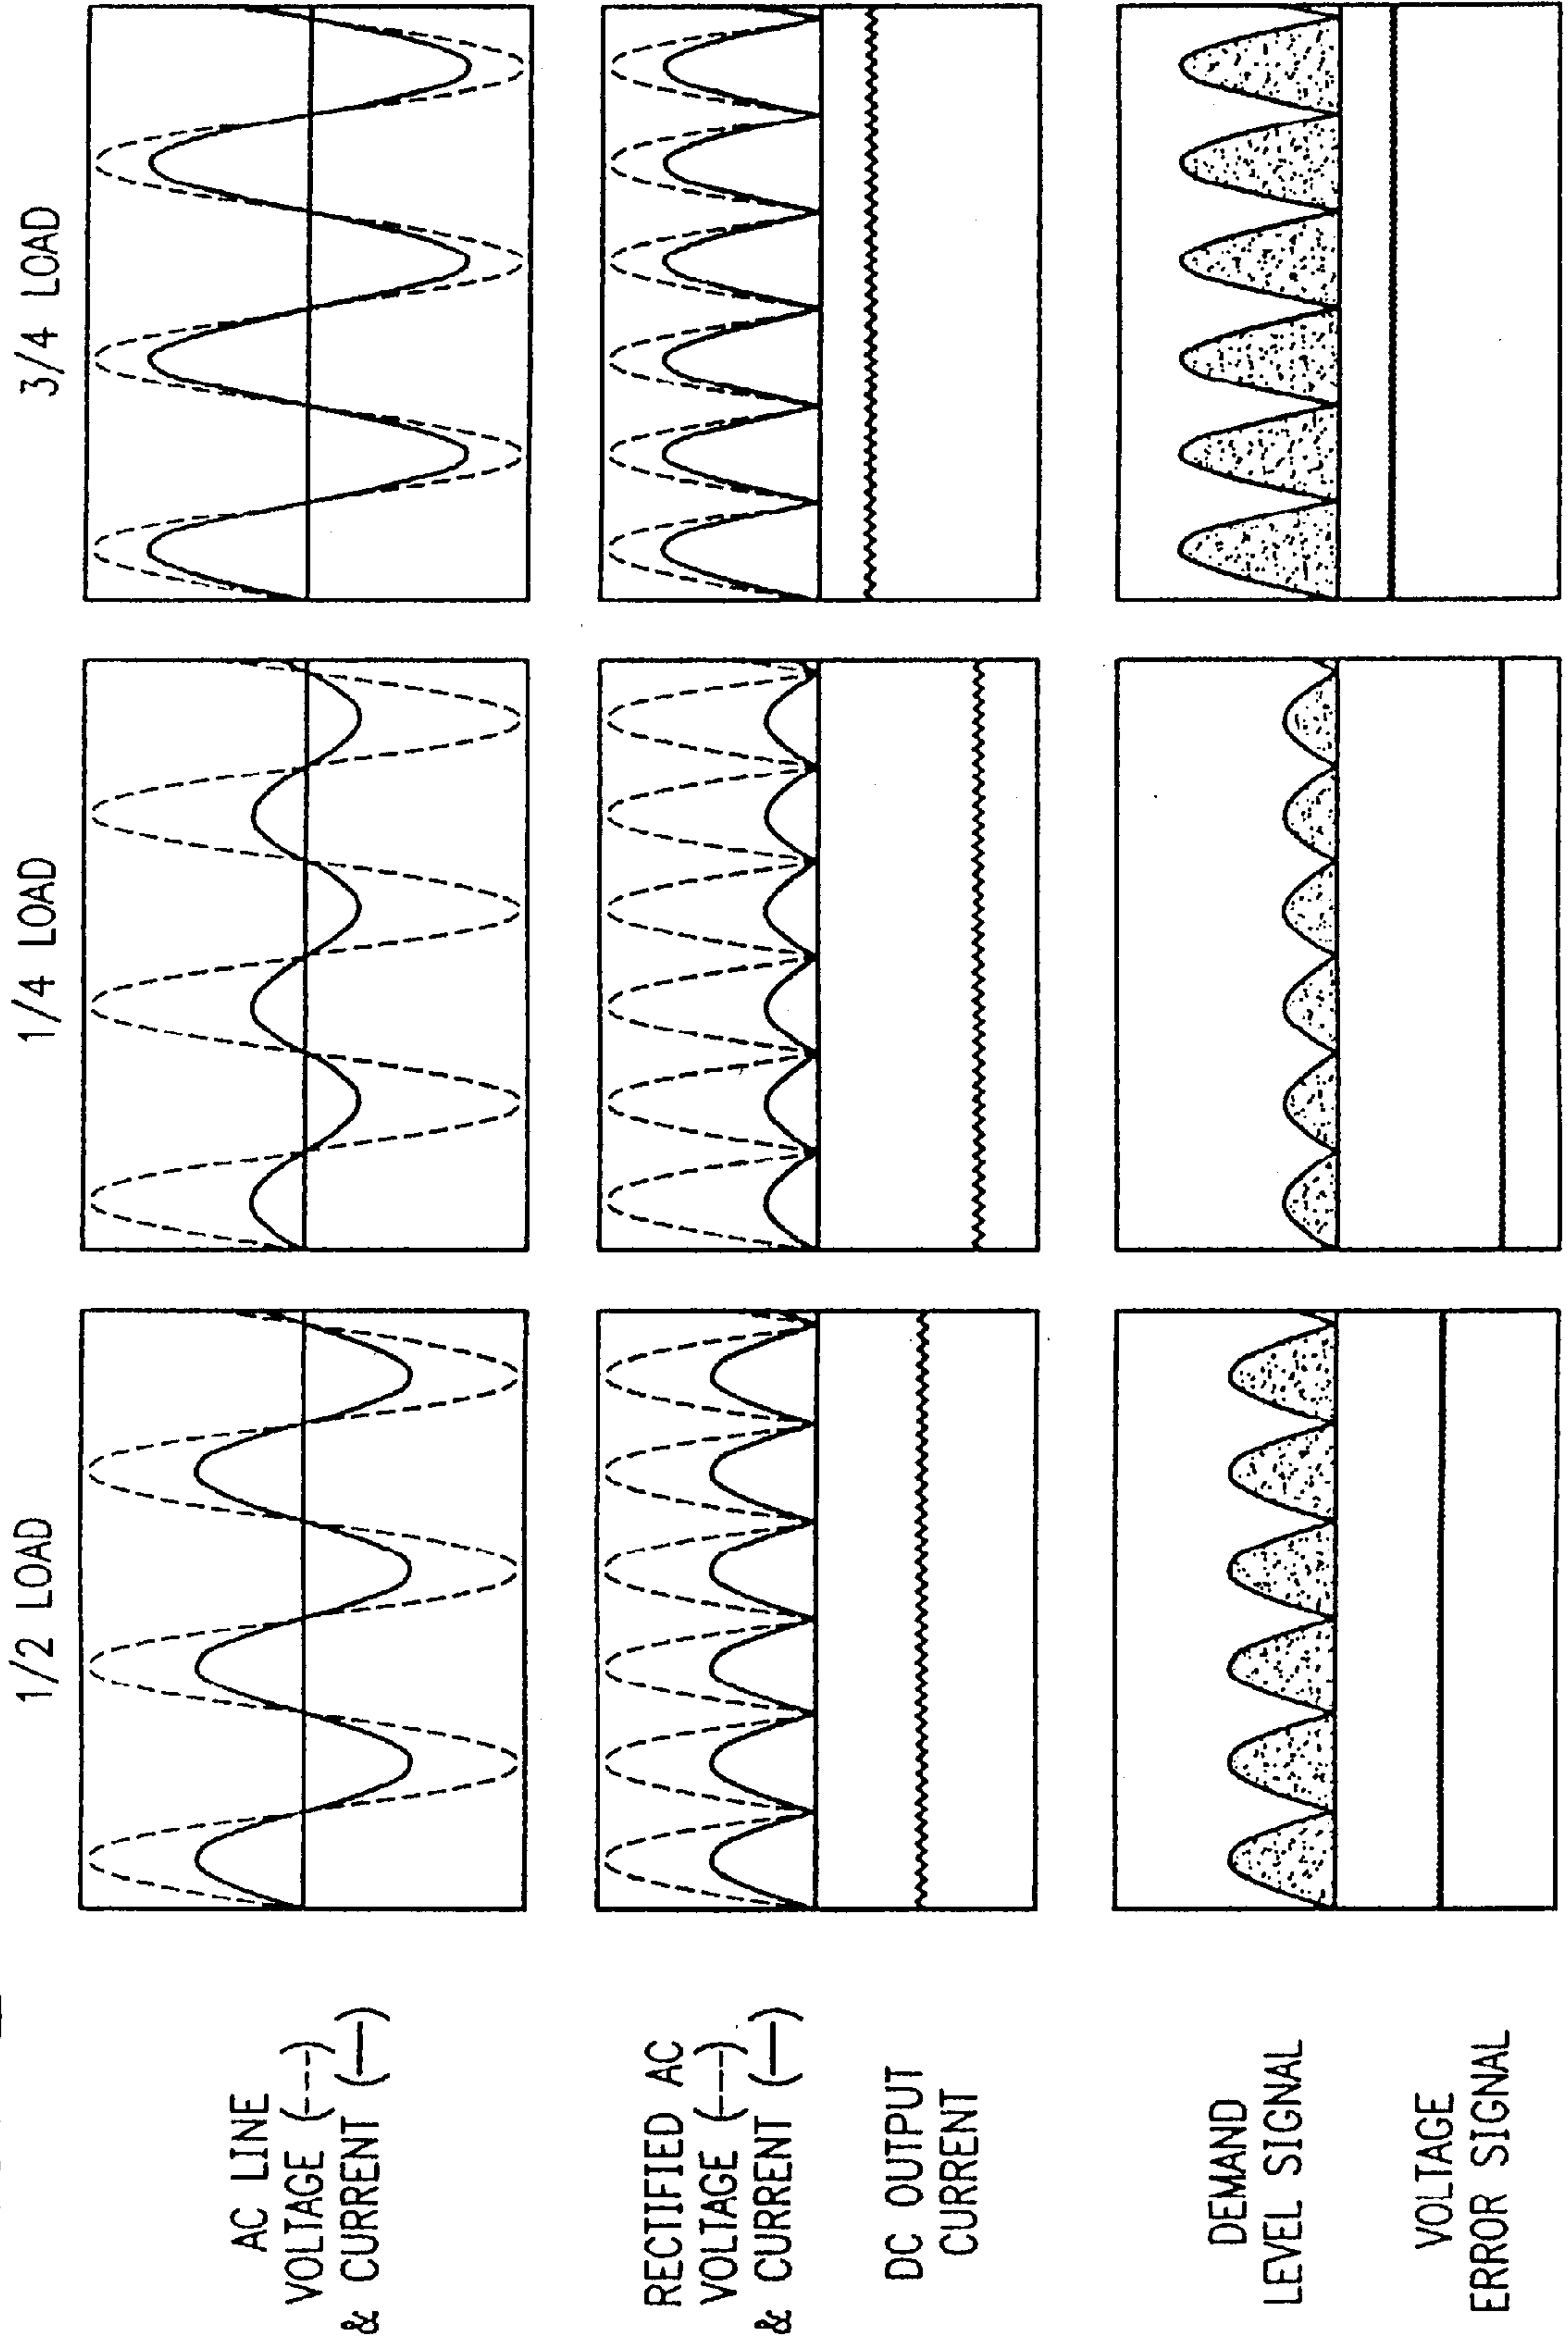 1/2 LOAD
1/4 LOAD
3/4 LOAD
AC LINE
VOLTAGE (---)
& CURRENT (—)
RECTIFIED AC
VOLTAGE (---)
& CURRENT (—)
DC OUTPUT
CURRENT
DEMAND
LEVEL SIGNAL
VOLTAGE
ERROR SIGNAL